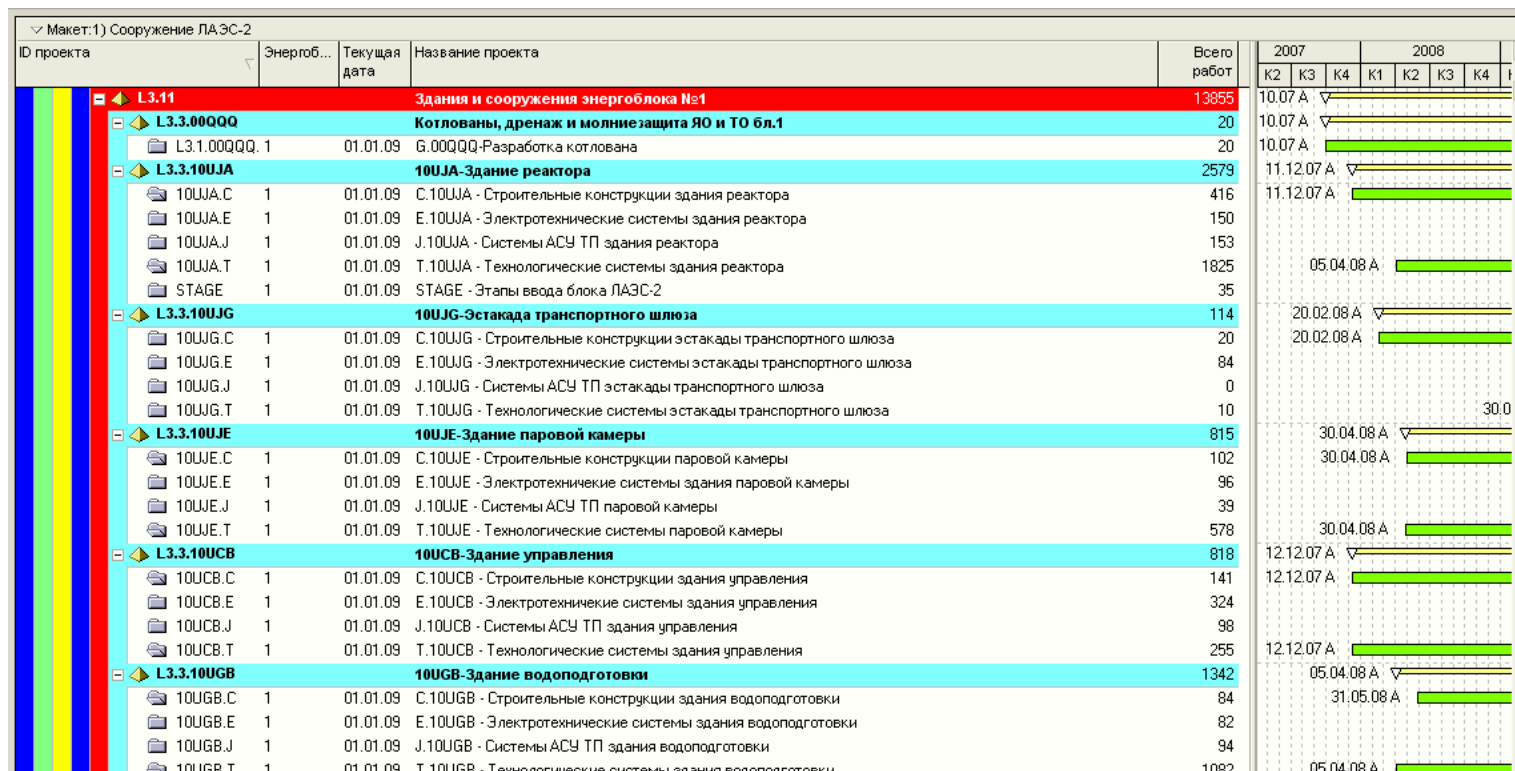 Макет:1) Сооружение ЛАЭС-2
ID проекта Энергоб... Текущая дата Название проекта Всего работ 2007 2008
К2 К3 К4 К1 К2 К3 К4
L3.11 Здания и сооружения энергоблока №1 13855 10.07 A
L3.3.00QQQ Котлованы, дренаж и молниезащита ЯО и ТО бл.1 20 10.07 A
L3.1.00QQQ. 1 01.01.09 G.00QQQ-Разработка котлована 20 10.07 A
L3.3.10UJA 10UJA-Здание реактора 2579 11.12.07 A
10UJA.C 1 01.01.09 C.10UJA - Строительные конструкции здания реактора 416 11.12.07 A
10UJA.E 1 01.01.09 E.10UJA - Электротехнические системы здания реактора 150
10UJA.J 1 01.01.09 J.10UJA - Системы АСУ ТП здания реактора 153
10UJA.T 1 01.01.09 T.10UJA - Технологические системы здания реактора 1825 05.04.08 A
STAGE 1 01.01.09 STAGE - Этапы ввода блока ЛАЭС-2 35
L3.3.10UJG 10UJG-Эстакада транспортного шлюза 114 20.02.08 A
10UJG.C 1 01.01.09 C.10UJG - Строительные конструкции эстакады транспортного шлюза 20 20.02.08 A
10UJG.E 1 01.01.09 E.10UJG - Электротехнические системы эстакады транспортного шлюза 84
10UJG.J 1 01.01.09 J.10UJG - Системы АСУ ТП эстакады транспортного шлюза 0
10UJG.T 1 01.01.09 T.10UJG - Технологические системы эстакады транспортного шлюза 10 30.0
L3.3.10UJE 10UJE-Здание паровой камеры 815 30.04.08 A
10UJE.C 1 01.01.09 C.10UJE - Строительные конструкции паровой камеры 102 30.04.08 A
10UJE.E 1 01.01.09 E.10UJE - Электротехнические системы здания паровой камеры 96
10UJE.J 1 01.01.09 J.10UJE - Системы АСУ ТП паровой камеры 39
10UJE.T 1 01.01.09 T.10UJE - Технологические системы паровой камеры 578 30.04.08 A
L3.3.10UCB 10UCB-Здание управления 818 12.12.07 A
10UCB.C 1 01.01.09 C.10UCB - Строительные конструкции здания управления 141 12.12.07 A
10UCB.E 1 01.01.09 E.10UCB - Электротехничекие системы здания управления 324
10UCB.J 1 01.01.09 J.10UCB - Системы АСУ ТП здания управления 98
10UCB.T 1 01.01.09 T.10UCB - Технологические системы здания управления 255 12.12.07 A
L3.3.10UGB 10UGB-Здание водоподготовки 1342 05.04.08 A
10UGB.C 1 01.01.09 C.10UGB - Строительные конструкции здания водоподготовки 84 31.05.08 A
10UGB.E 1 01.01.09 E.10UGB - Электротехнические системы здания водоподготовки 82
10UGB.J 1 01.01.09 J.10UGB - Системы АСУ ТП здания водоподготовки 94
10UGB.T 1 01.01.09 T.10UGB - Технологические системы здания водоподготовки 1082 05.04.08 A